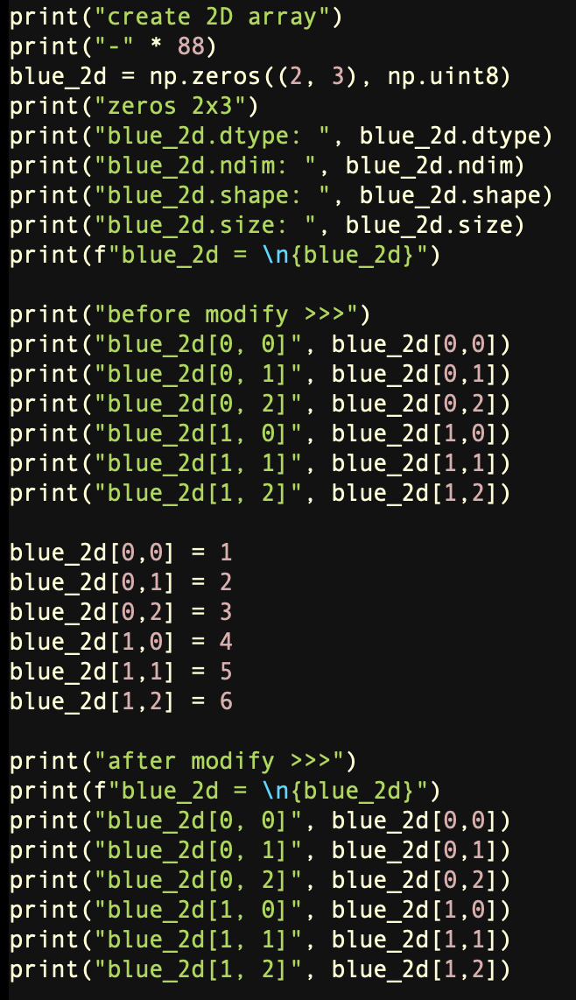 print("create 2D array")
print("-" * 88)
blue_2d = np.zeros((2, 3), np.uint8)
print("zeros 2x3")
print("blue_2d.dtype: ", blue_2d.dtype)
print("blue_2d.ndim: ", blue_2d.ndim)
print("blue_2d.shape: ", blue_2d.shape)
print("blue_2d.size: ", blue_2d.size)
print(f"blue_2d = \n{blue_2d}")

print("before modify >>>")
print("blue_2d[0, 0]", blue_2d[0,0])
print("blue_2d[0, 1]", blue_2d[0,1])
print("blue_2d[0, 2]", blue_2d[0,2])
print("blue_2d[1, 0]", blue_2d[1,0])
print("blue_2d[1, 1]", blue_2d[1,1])
print("blue_2d[1, 2]", blue_2d[1,2])

blue_2d[0,0] = 1
blue_2d[0,1] = 2
blue_2d[0,2] = 3
blue_2d[1,0] = 4
blue_2d[1,1] = 5
blue_2d[1,2] = 6

print("after modify >>>")
print(f"blue_2d = \n{blue_2d}")
print("blue_2d[0, 0]", blue_2d[0,0])
print("blue_2d[0, 1]", blue_2d[0,1])
print("blue_2d[0, 2]", blue_2d[0,2])
print("blue_2d[1, 0]", blue_2d[1,0])
print("blue_2d[1, 1]", blue_2d[1,1])
print("blue_2d[1, 2]", blue_2d[1,2])